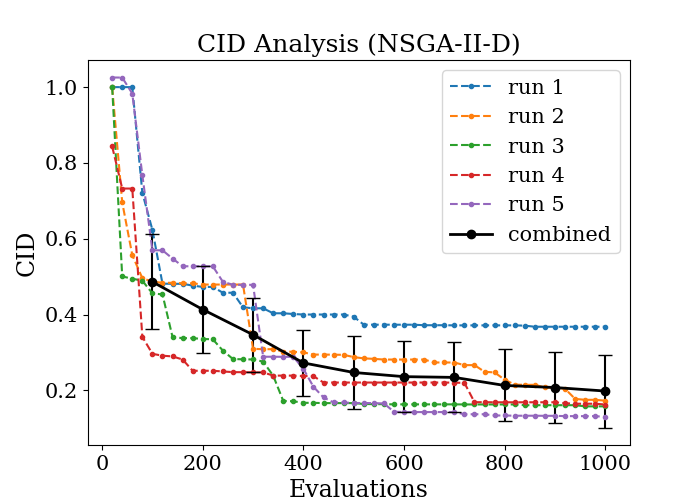 CID Analysis (NSGA-II-D)
run 1
run 2
run 3
run 4
run 5
combined
CID
1.0
0.8
0.6
0.4
0.2
0 200 400 600 800 1000
Evaluations